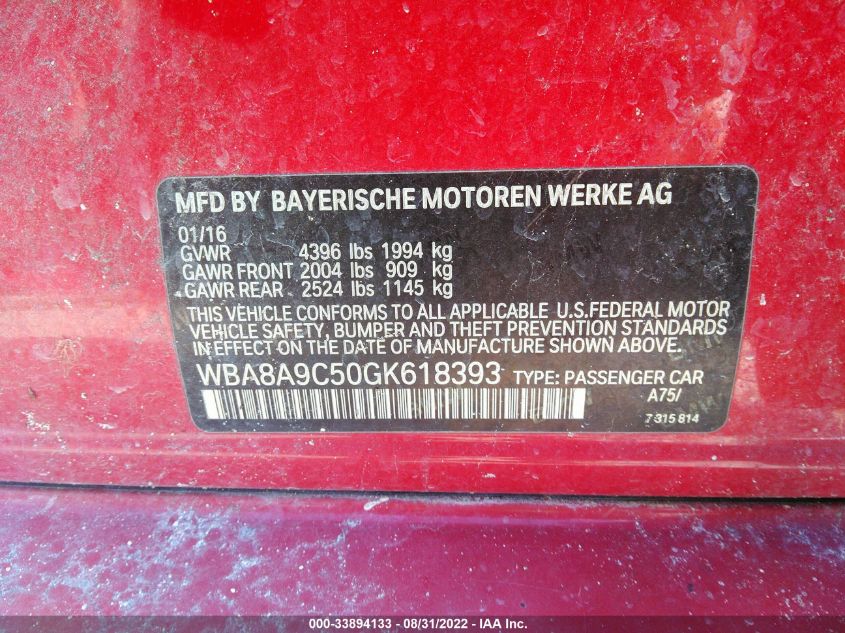 MFD BY BAYERISCHE MOTOREN WERKE AG
01/16
GVWR 4396 lbs 1994 kg
GAWR FRONT 2004 lbs 909 kg
GAWR REAR 2524 lbs 1145 kg
THIS VEHICLE CONFORMS TO ALL APPLICABLE U.S.FEDERAL MOTOR
VEHICLE SAFETY, BUMPER AND THEFT PREVENTION STANDARDS
IN EFFECT ON THE DATE OF MANUFACTURE SHOWN ABOVE.
WBA8A9C50GK618393 TYPE: PASSENGER CAR
A75/
7 315 814
000-33894133 - 08/31/2022 - IAA Inc.